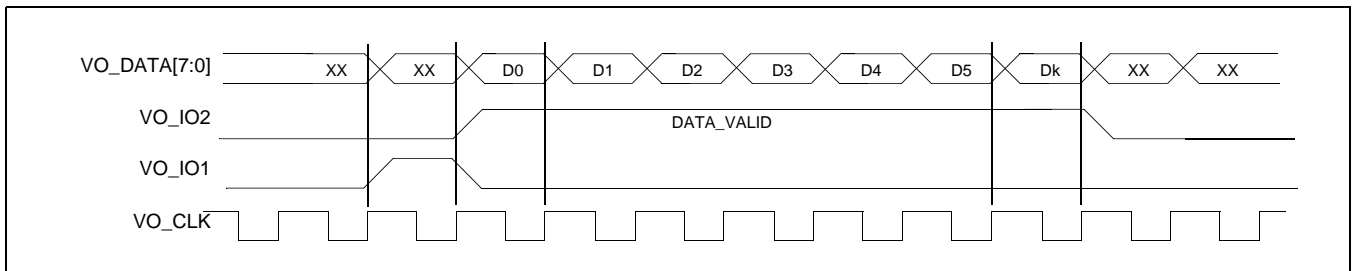 VO_DATA[7:0] XX XX D0 D1 D2 D3 D4 D5 Dk XX XX
VO_IO2 DATA_VALID
VO_IO1
VO_CLK